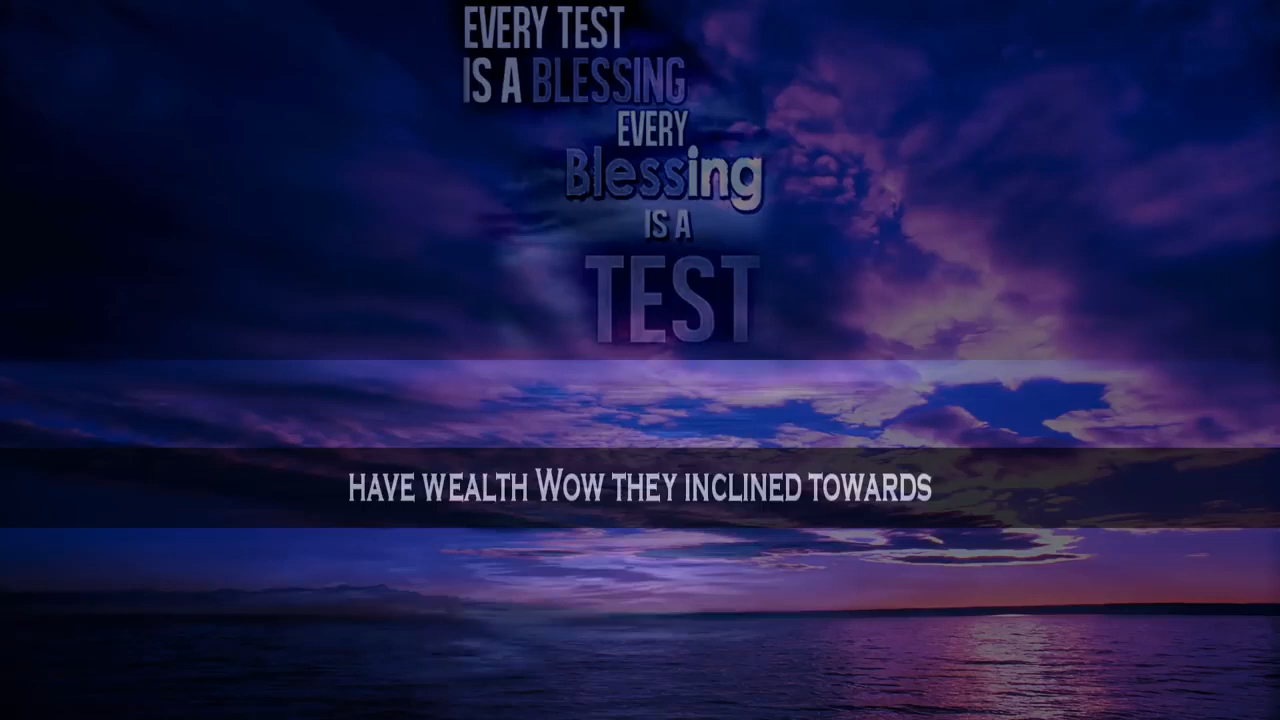 EVERY TEST
IS A BLESSING
EVERY
Blessing
IS A
TEST
HAVE WEALTH WOW THEY INCLINED TOWARDS